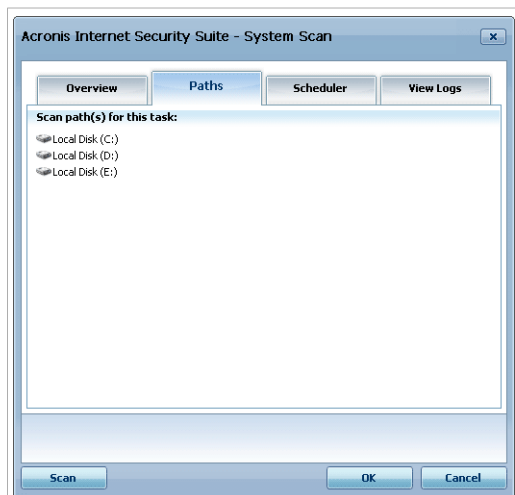 Acronis Internet Security Suite - System Scan
Overview
Paths
Scheduler
View Logs
Scan path(s) for this task:
Local Disk (C:)
Local Disk (D:)
Local Disk (E:)
Scan
OK
Cancel